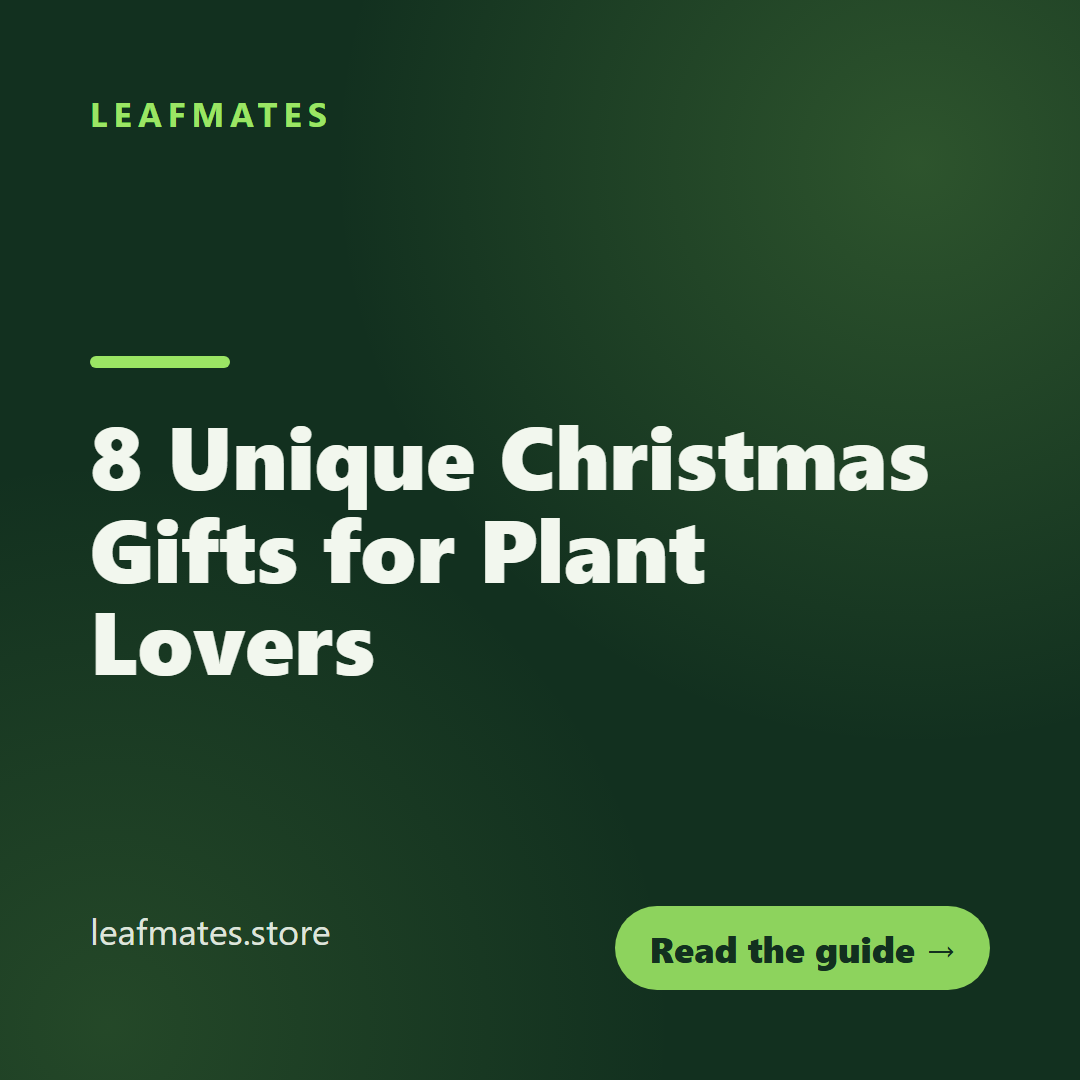 LEAFMATES
8 Unique Christmas
Gifts for Plant
Lovers
leafmates.store
Read the guide →